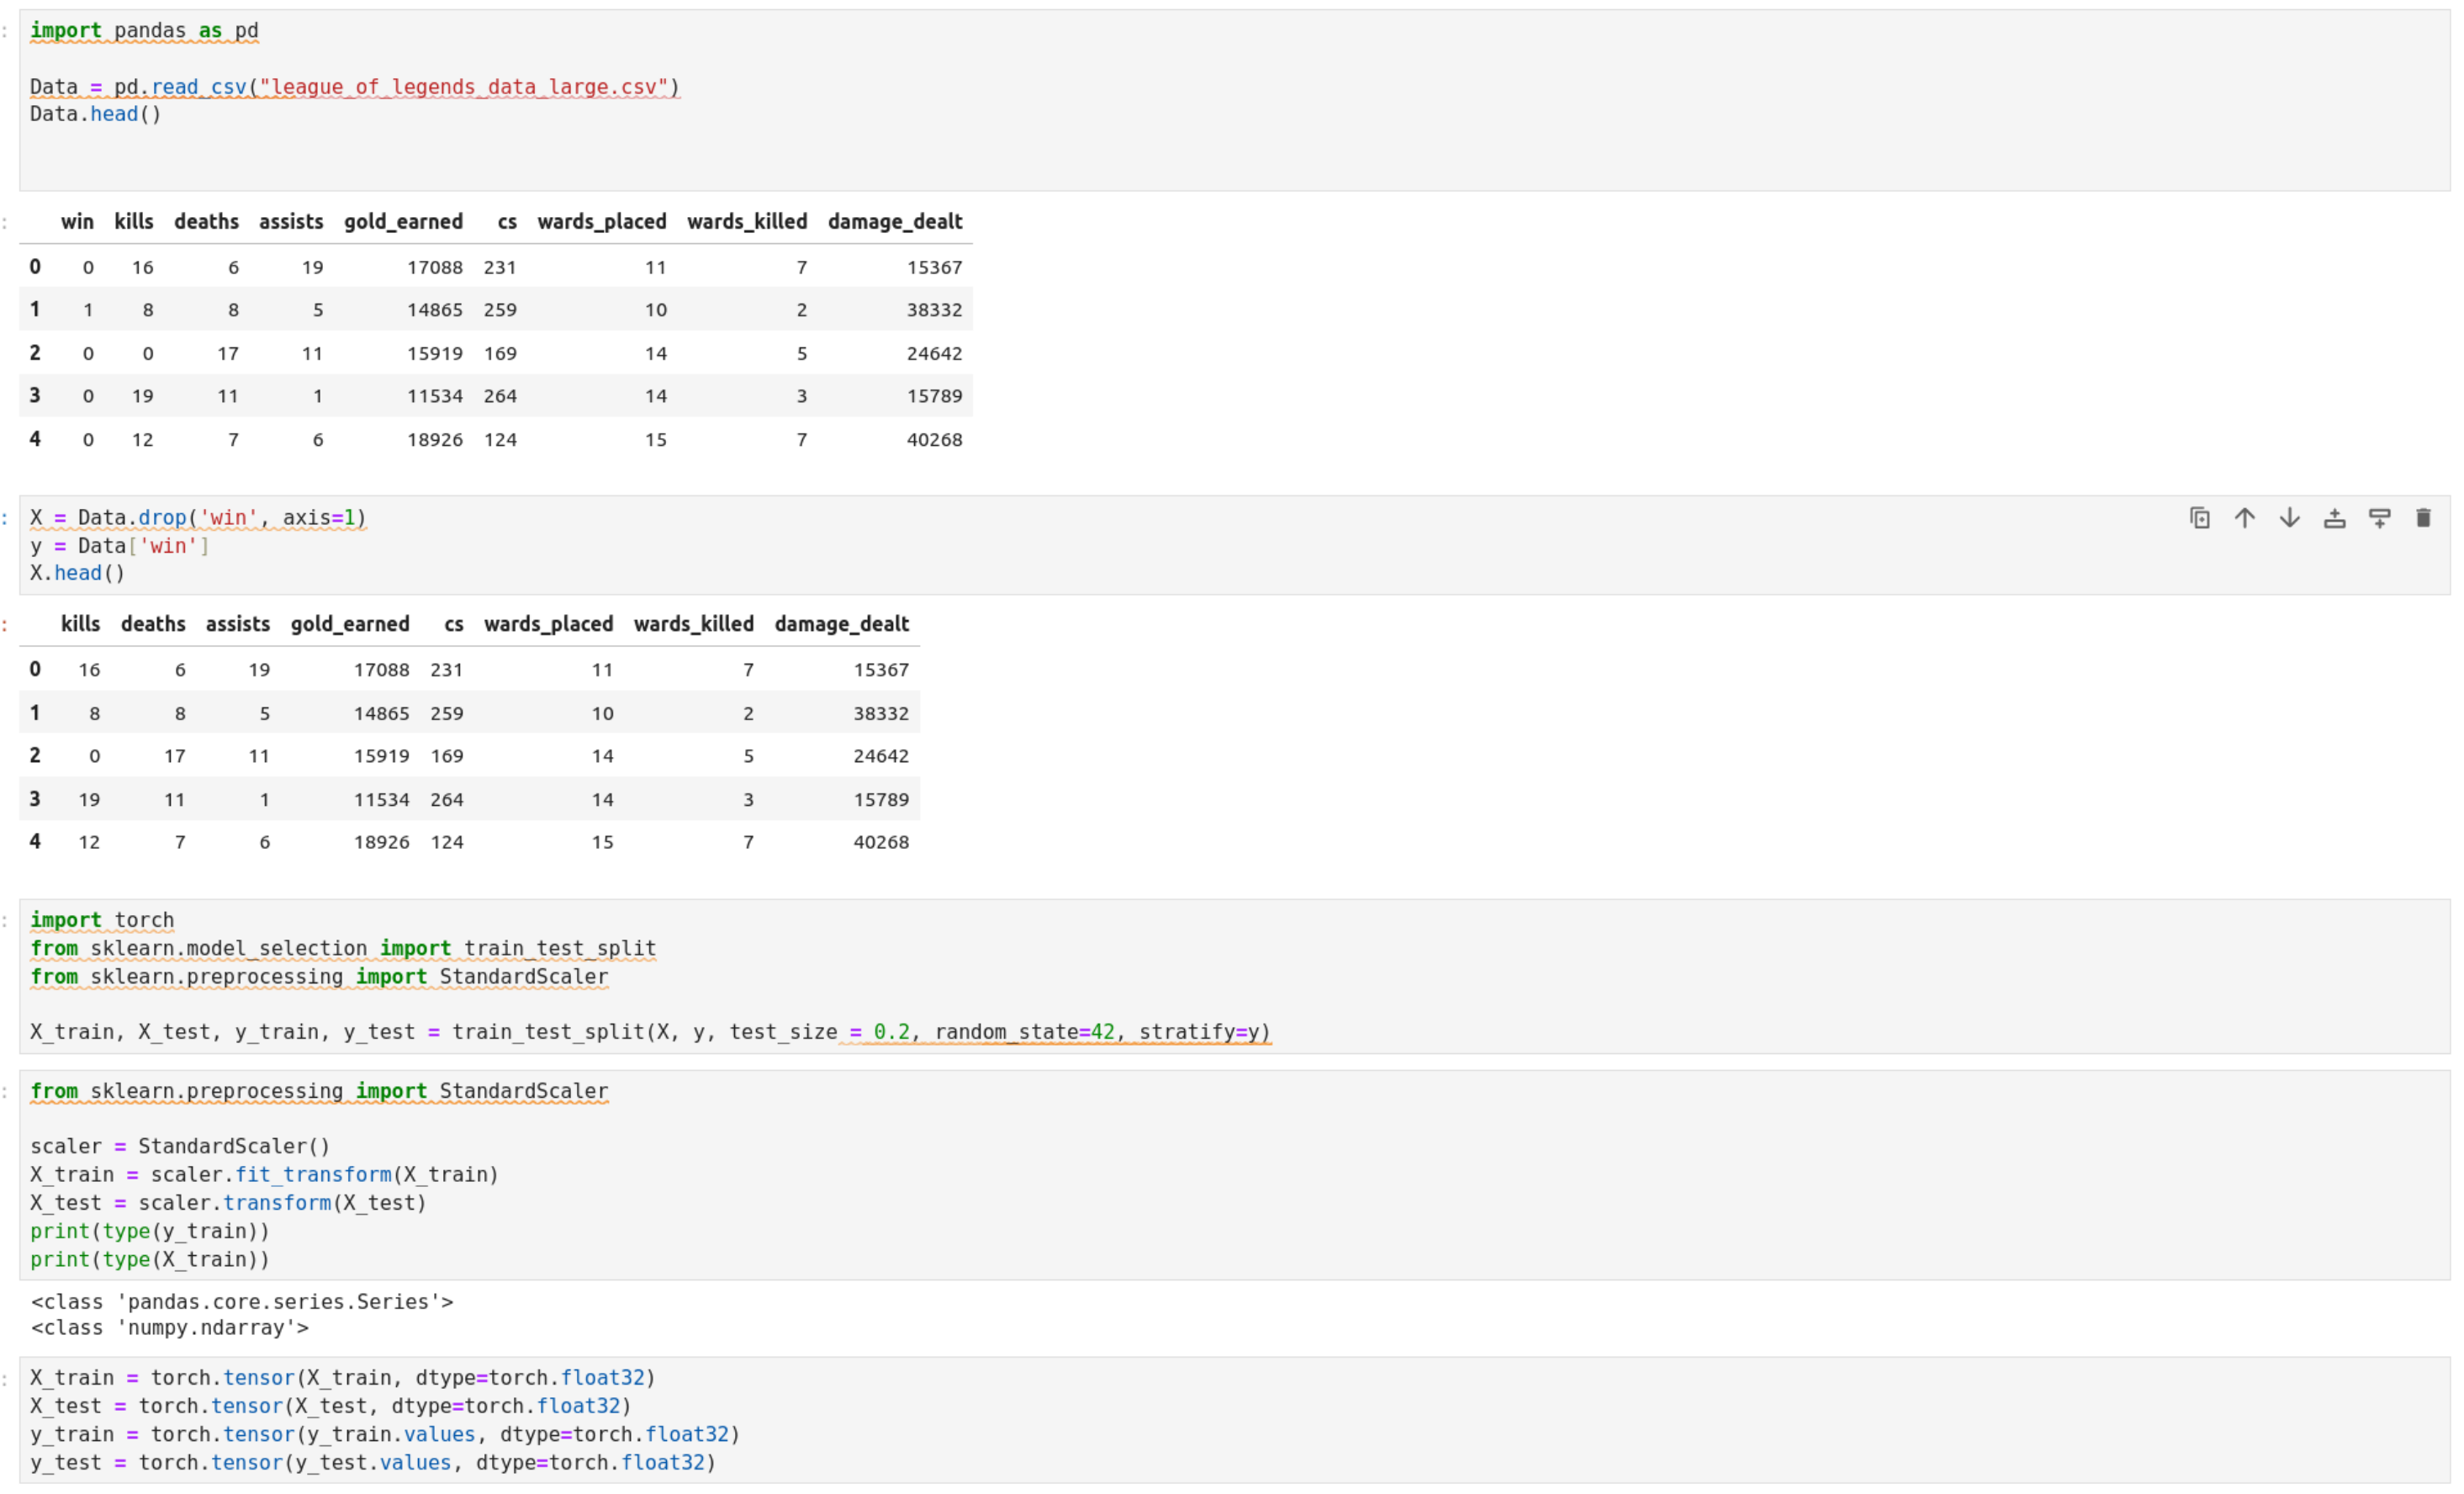 import pandas as pd
Data = pd.read_csv("league_of_legends_data_large.csv")
Data.head()
win kills deaths assists gold_earned cs wards_placed wards_killed damage_dealt
0 0 16 6 19 17088 231 11 7 15367
1 1 8 8 5 14865 259 10 2 38332
2 0 0 17 11 15919 169 14 5 24642
3 0 19 11 1 11534 264 14 3 15789
4 0 12 7 6 18926 124 15 7 40268
X = Data.drop('win', axis=1)
y = Data['win']
X.head()
kills deaths assists gold_earned cs wards_placed wards_killed damage_dealt
0 16 6 19 17088 231 11 7 15367
1 8 8 5 14865 259 10 2 38332
2 0 17 11 15919 169 14 5 24642
3 19 11 1 11534 264 14 3 15789
4 12 7 6 18926 124 15 7 40268
import torch
from sklearn.model_selection import train_test_split
from sklearn.preprocessing import StandardScaler
X_train, X_test, y_train, y_test = train_test_split(X, y, test_size = 0.2, random_state=42, stratify=y)
from sklearn.preprocessing import StandardScaler
scaler = StandardScaler()
X_train = scaler.fit_transform(X_train)
X_test = scaler.transform(X_test)
print(type(y_train))
print(type(X_train))
<class 'pandas.core.series.Series'>
<class 'numpy.ndarray'>
X_train = torch.tensor(X_train, dtype=torch.float32)
X_test = torch.tensor(X_test, dtype=torch.float32)
y_train = torch.tensor(y_train.values, dtype=torch.float32)
y_test = torch.tensor(y_test.values, dtype=torch.float32)